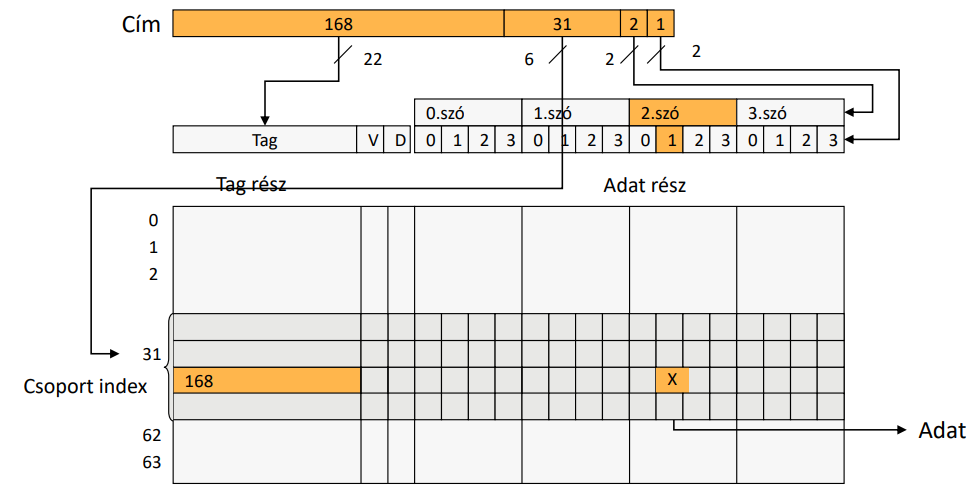 Cím 168 31 2 1
22 6 2 2
0.szó 1.szó 2.szó 3.szó
Tag V D 0 1 2 3 0 1 2 3 0 1 2 3 0 1 2 3
Tag rész Adat rész
0
1
2
31
Csoport index 168 X
62 Adat
63